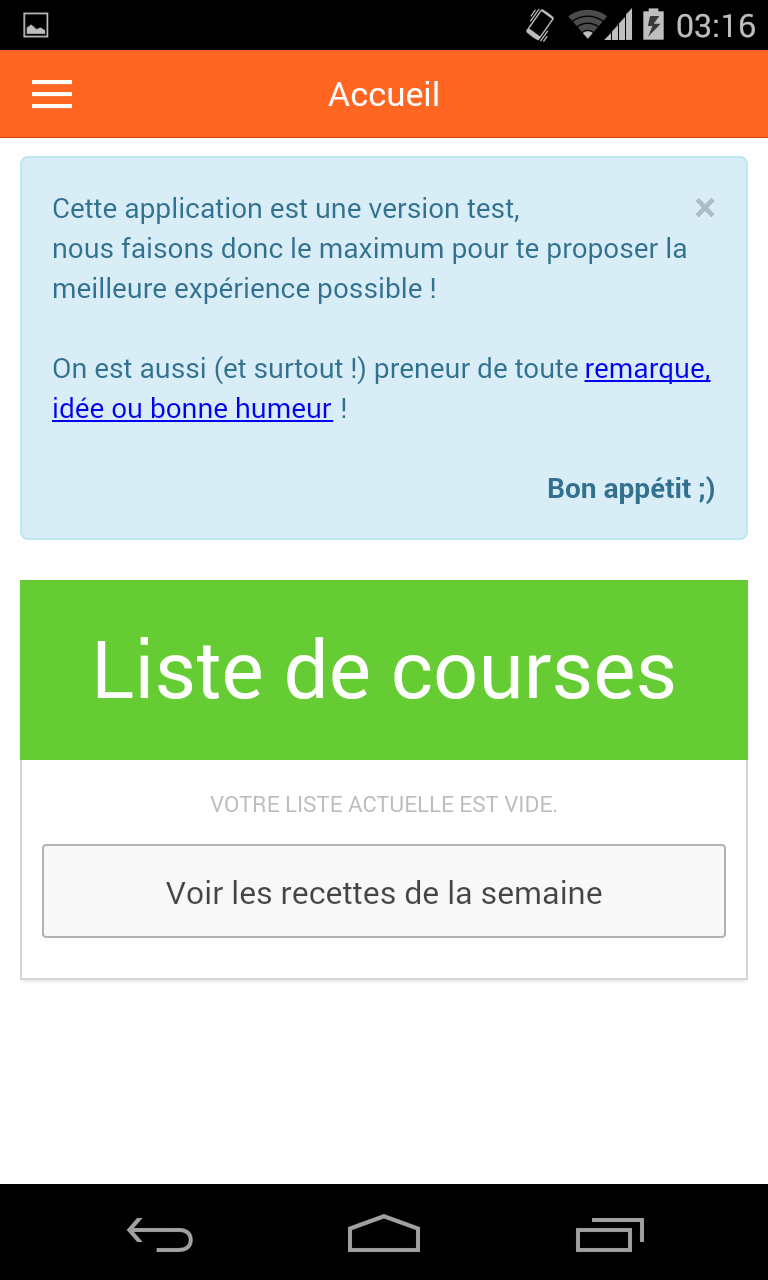 03:16
Accueil
Cette application est une version test,
nous faisons donc le maximum pour te proposer la
meilleure expérience possible !
On est aussi (et surtout !) preneur de toute remarque,
idée ou bonne humeur !
Bon appétit ;)
Liste de courses
VOTRE LISTE ACTUELLE EST VIDE.
Voir les recettes de la semaine